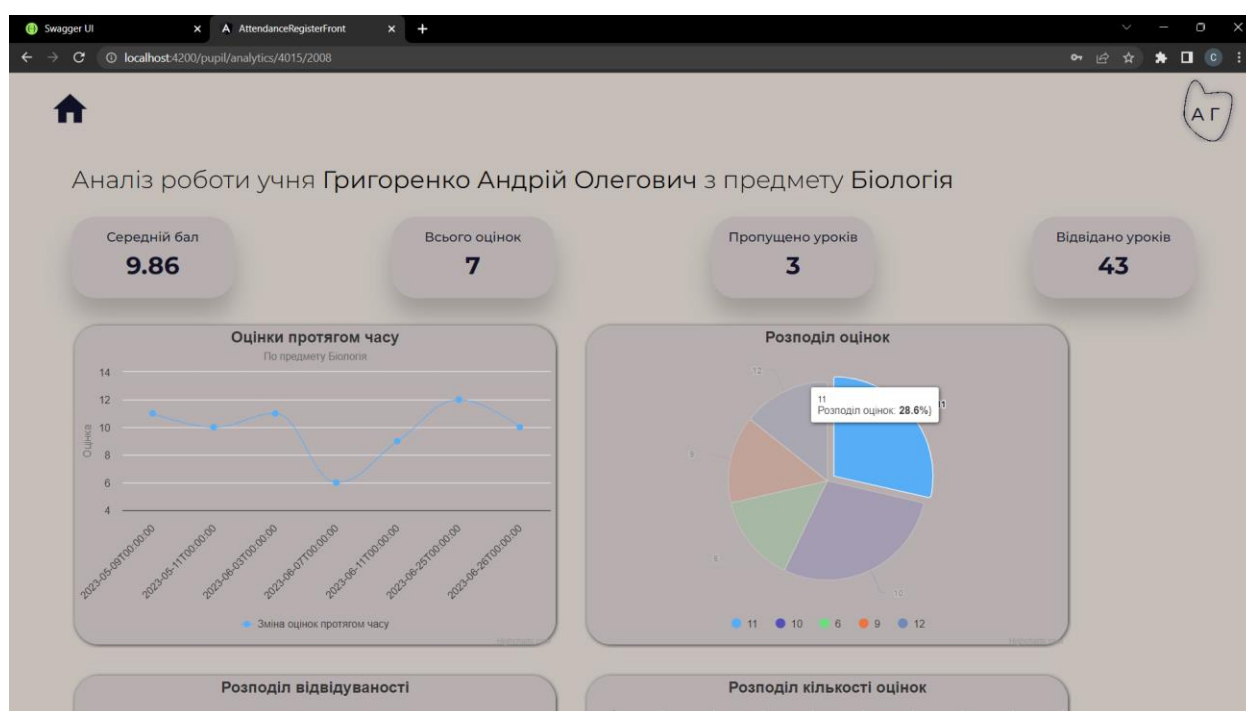 Swagger UI
AttendanceRegisterFront
localhost:4200/pupil/analytics/4015/2008
C
А Г
Аналіз роботи учня Григоренко Андрій Олегович з предмету Біологія
Середній бал
9.86
Всього оцінок
7
Пропущено уроків
3
Відвідано уроків
43
Оцінки протягом часу
По предмету Біологія
Оцінка
14
12
10
8
6
4
2023-05-09T00:00:00
2023-05-11T00:00:00
2023-06-03T00:00:00
2023-06-07T00:00:00
2023-06-11T00:00:00
2023-06-25T00:00:00
2023-06-26T00:00:00
Зміна оцінок протягом часу
Highcharts.com
Розподіл оцінок
12
11
11
Розподіл оцінок: 28.6%)
9
6
10
11 10 6 9 12
Highcharts.com
Розподіл відвідуваності
Розподіл кількості оцінок